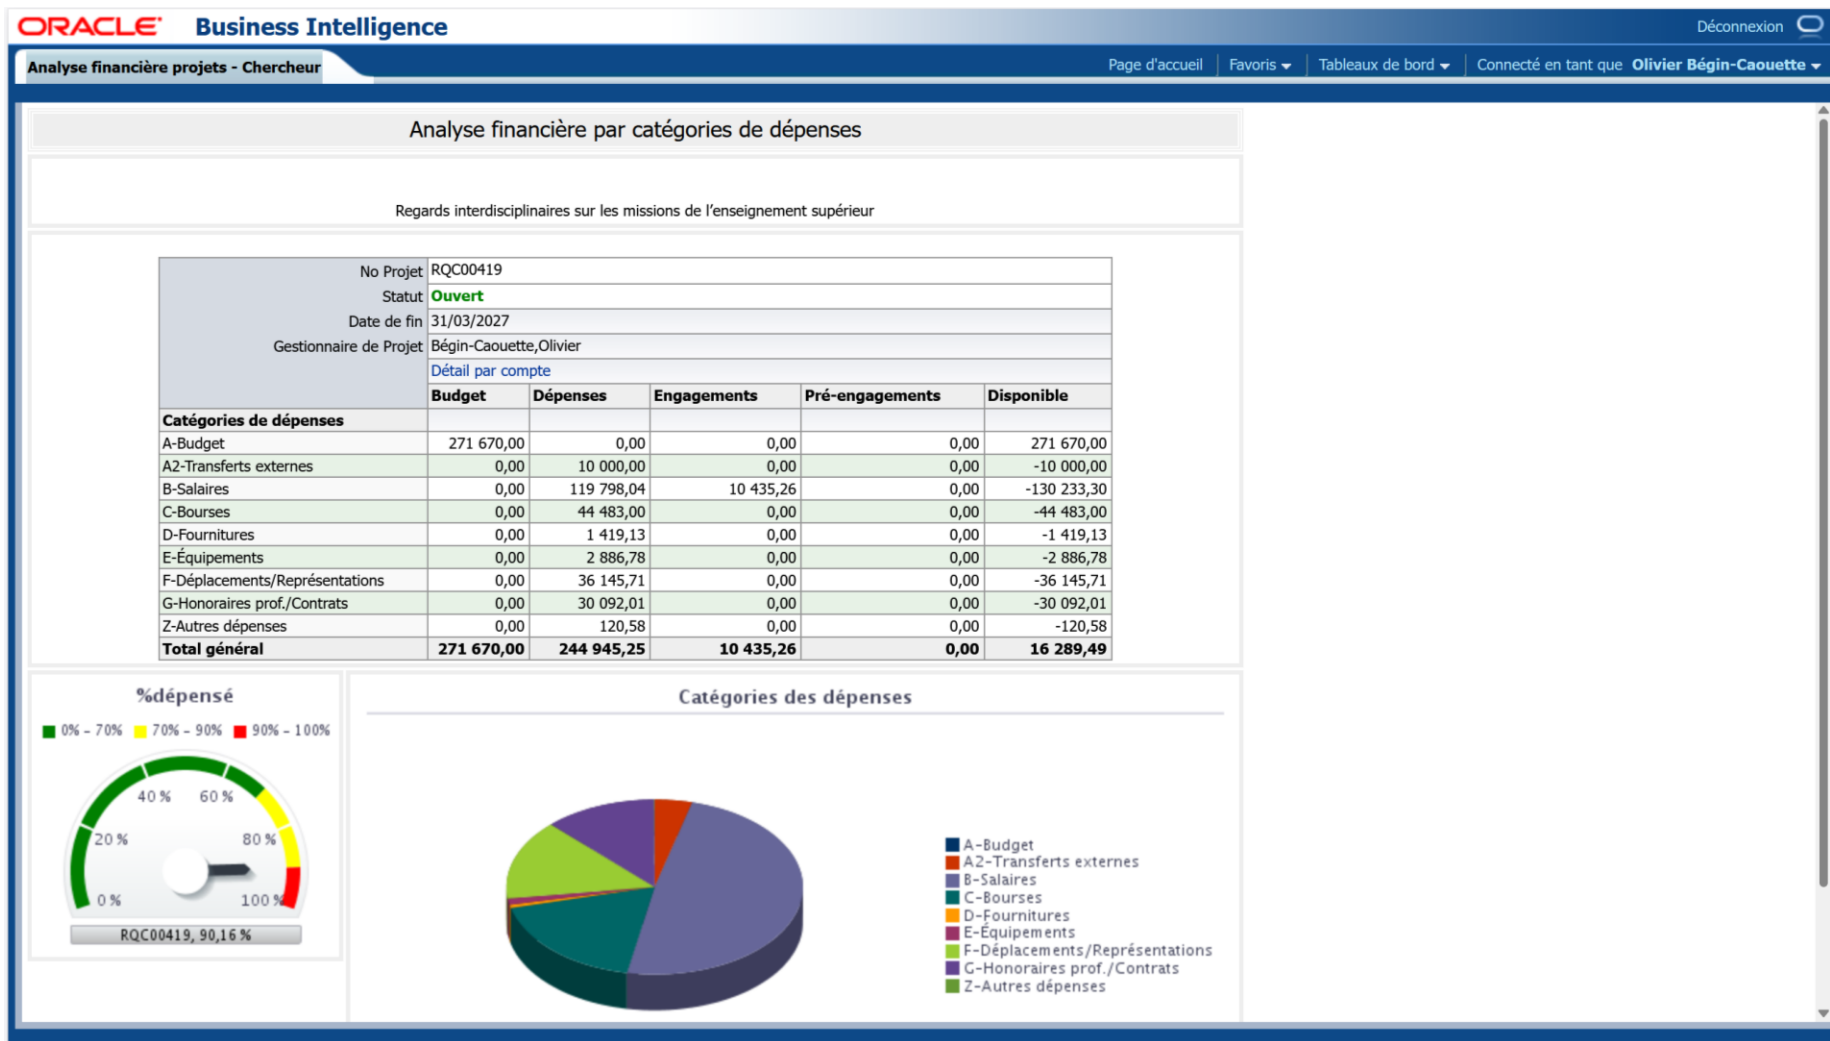 ORACLE Business Intelligence Déconnexion
Analyse financière projets - Chercheur Page d'accueil Favoris Tableaux de bord Connecté en tant que Olivier Bégin-Caouette
Analyse financière par catégories de dépenses
Regards interdisciplinaires sur les missions de l'enseignement supérieur
No Projet RQC00419
Statut Ouvert
Date de fin 31/03/2027
Gestionnaire de Projet Bégin-Caouette,Olivier
Détail par compte
Budget Dépenses Engagements Pré-engagements Disponible
Catégories de dépenses
A-Budget 271 670,00 0,00 0,00 0,00 271 670,00
A2-Transferts externes 0,00 10 000,00 0,00 0,00 -10 000,00
B-Salaires 0,00 119 798,04 10 435,26 0,00 -130 233,30
C-Bourses 0,00 44 483,00 0,00 0,00 -44 483,00
D-Fournitures 0,00 1 419,13 0,00 0,00 -1 419,13
E-Équipements 0,00 2 886,78 0,00 0,00 -2 886,78
F-Déplacements/Représentations 0,00 36 145,71 0,00 0,00 -36 145,71
G-Honoraires prof./Contrats 0,00 30 092,01 0,00 0,00 -30 092,01
Z-Autres dépenses 0,00 120,58 0,00 0,00 -120,58
Total général 271 670,00 244 945,25 10 435,26 0,00 16 289,49
%dépensé
0% - 70% 70% - 90% 90% - 100%
40 % 60 %
20 % 80 %
0 % 100 %
RQC00419, 90,16 %
Catégories des dépenses
A-Budget
A2-Transferts externes
B-Salaires
C-Bourses
D-Fournitures
E-Équipements
F-Déplacements/Représentations
G-Honoraires prof./Contrats
Z-Autres dépenses